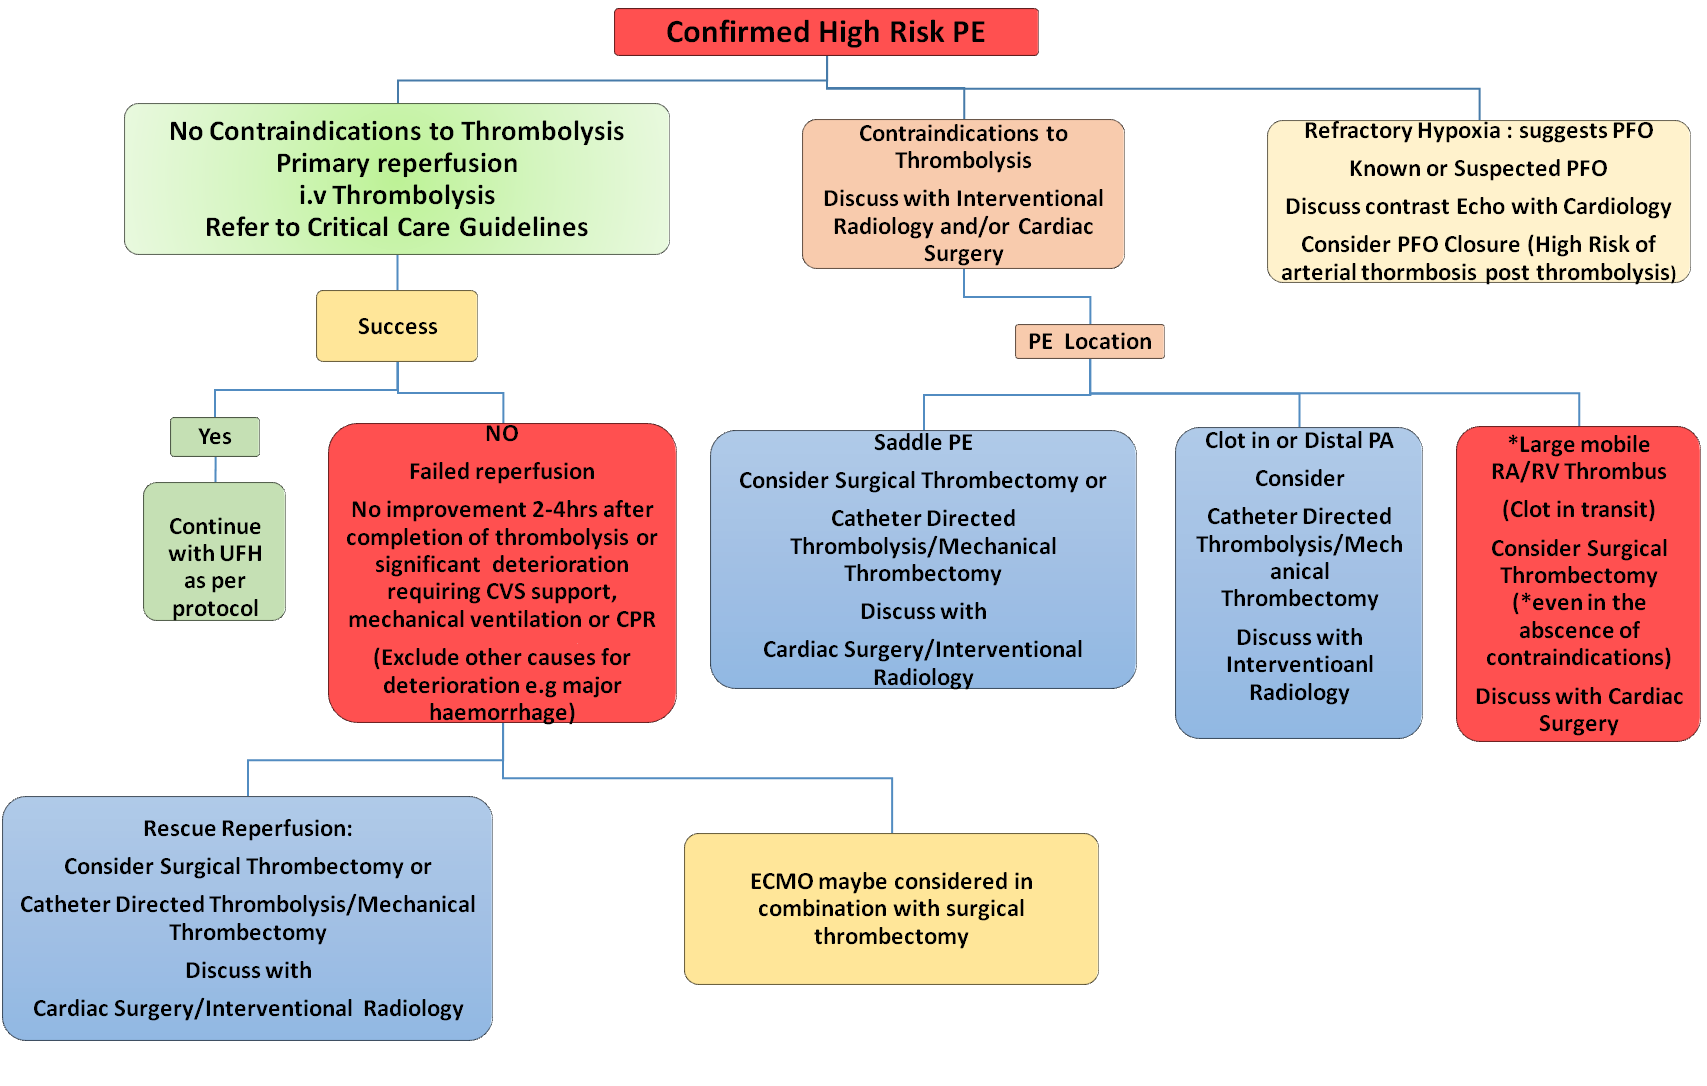 Confirmed High Risk PE
No Contraindications to Thrombolysis
Primary reperfusion
i.v Thrombolysis
Refer to Critical Care Guidelines
Contraindications to
Thrombolysis
Discuss with Interventional
Radiology and/or Cardiac
Surgery
Refractory Hypoxia : suggests PFO
Known or Suspected PFO
Discuss contrast Echo with Cardiology
Consider PFO Closure (High Risk of
arterial thormbosis post thrombolysis)
Success
PE Location
Yes
Continue
with UFH
as per
protocol
NO
Failed reperfusion
No improvement 2-4hrs after
completion of thrombolysis or
significant deterioration
requiring CVS support,
mechanical ventilation or CPR
(Exclude other causes for
deterioration e.g major
haemorrhage)
Saddle PE
Consider Surgical Thrombectomy or
Catheter Directed
Thrombolysis/Mechanical
Thrombectomy
Discuss with
Cardiac Surgery/Interventional
Radiology
Clot in or Distal PA
Consider
Catheter Directed
Thrombolysis/Mech
anical
Thrombectomy
Discuss with
Interventioanl
Radiology
*Large mobile
RA/RV Thrombus
(Clot in transit)
Consider Surgical
Thrombectomy
(*even in the
abscence of
contraindications)
Discuss with Cardiac
Surgery
Rescue Reperfusion:
Consider Surgical Thrombectomy or
Catheter Directed Thrombolysis/Mechanical
Thrombectomy
Discuss with
Cardiac Surgery/Interventional Radiology
ECMO maybe considered in
combination with surgical
thrombectomy